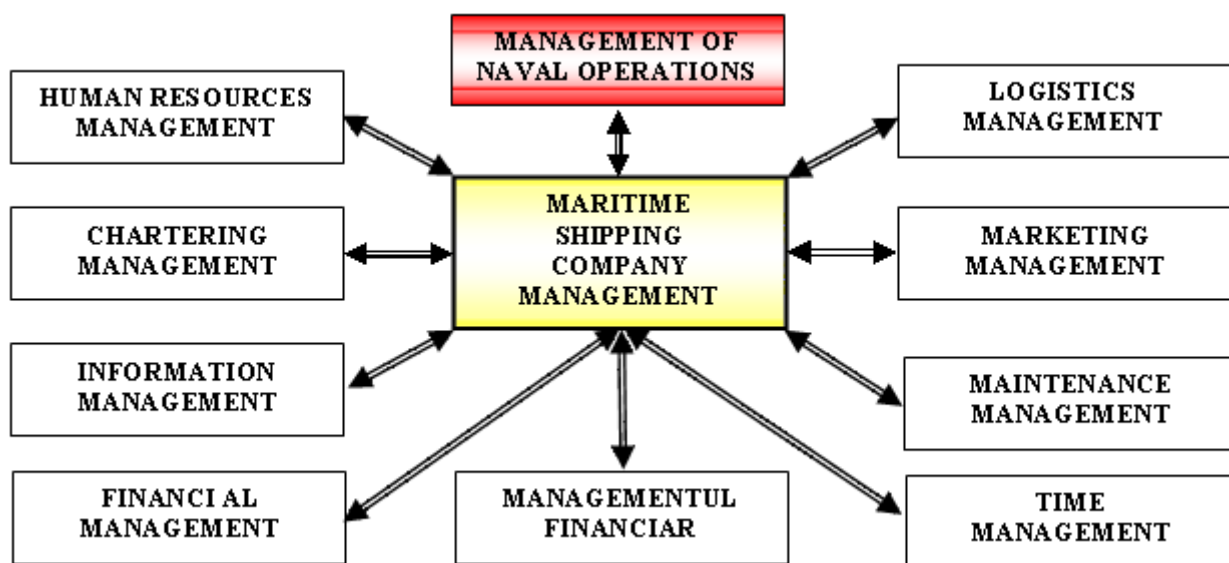 MANAGEMENT OF
NAVAL OPERATIONS
HUMAN RESOURCES
MANAGEMENT
LOGISTICS
MANAGEMENT
MARITIME
SHIPPING
COMPANY
MANAGEMENT
CHARTERING
MANAGEMENT
MARKETING
MANAGEMENT
INFORMATION
MANAGEMENT
MAINTENANCE
MANAGEMENT
FINANCI AL
MANAGEMENT
MANAGEMENTUL
FINANCIAR
TIME
MANAGEMENT